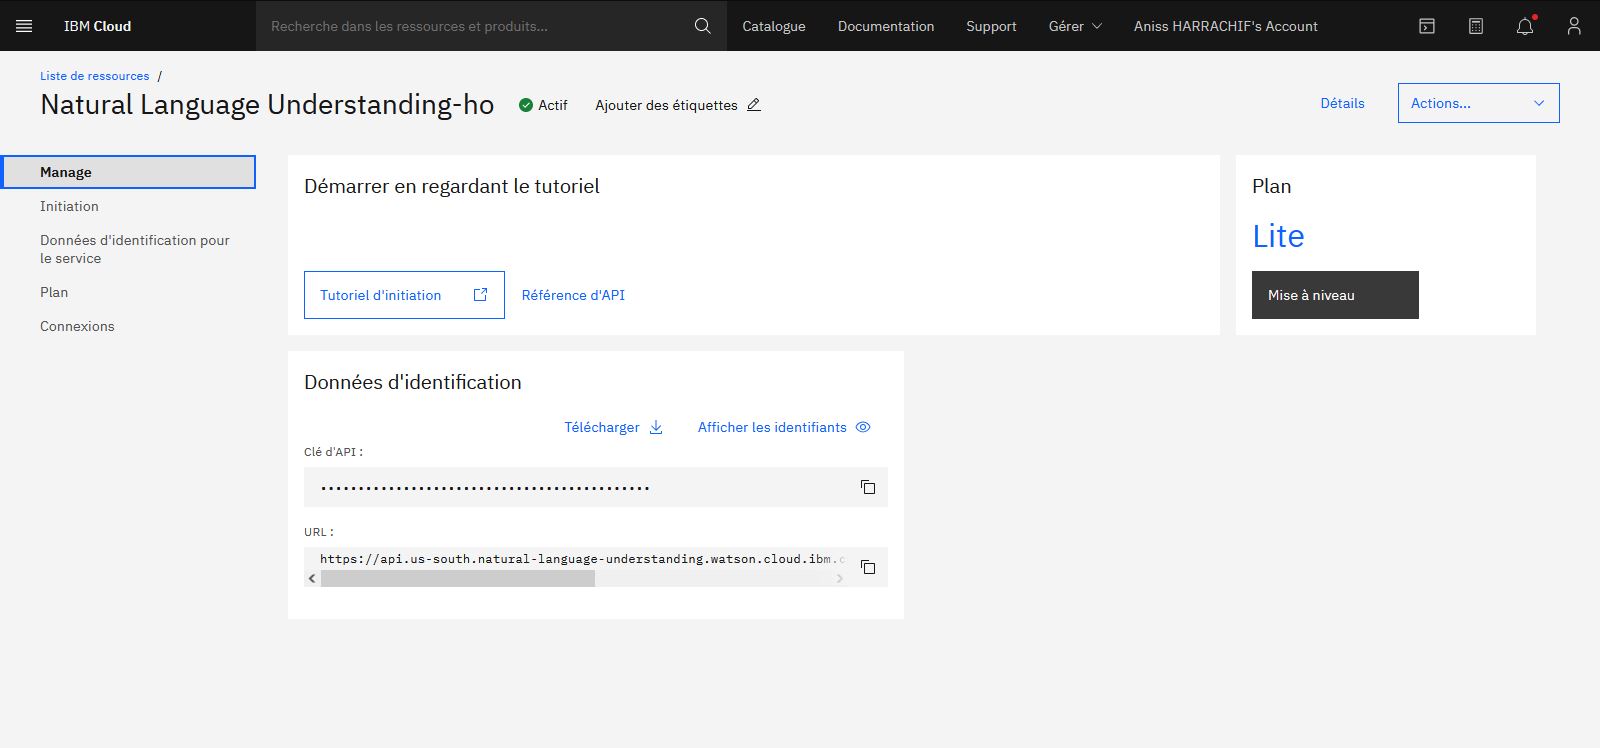 IBM Cloud
Recherche dans les ressources et produits...
Catalogue
Documentation
Support
Gérer
Aniss HARRACHIF's Account
Liste de ressources /
Natural Language Understanding-ho
Actif
Ajouter des étiquettes
Détails
Actions...
Manage
Initiation
Données d'identification pour
le service
Plan
Connexions
Démarrer en regardant le tutoriel
Tutoriel d'initiation
Référence d'API
Plan
Lite
Mise à niveau
Données d'identification
Télécharger
Afficher les identifiants
Clé d'API :
URL :
https://api.us-south.natural-language-understanding.watson.cloud.ibm.c